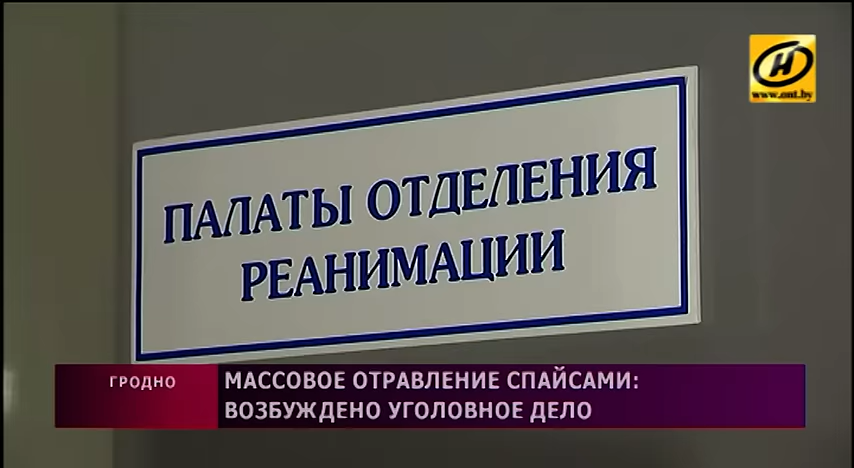 Н
www.ont.by
ПАЛАТЫ ОТДЕЛЕНИЯ
РЕАНИМАЦИИ
ГРОДНО
МАССОВОЕ ОТРАВЛЕНИЕ СПАЙСАМИ:
ВОЗБУЖДЕНО УГОЛОВНОЕ ДЕЛО